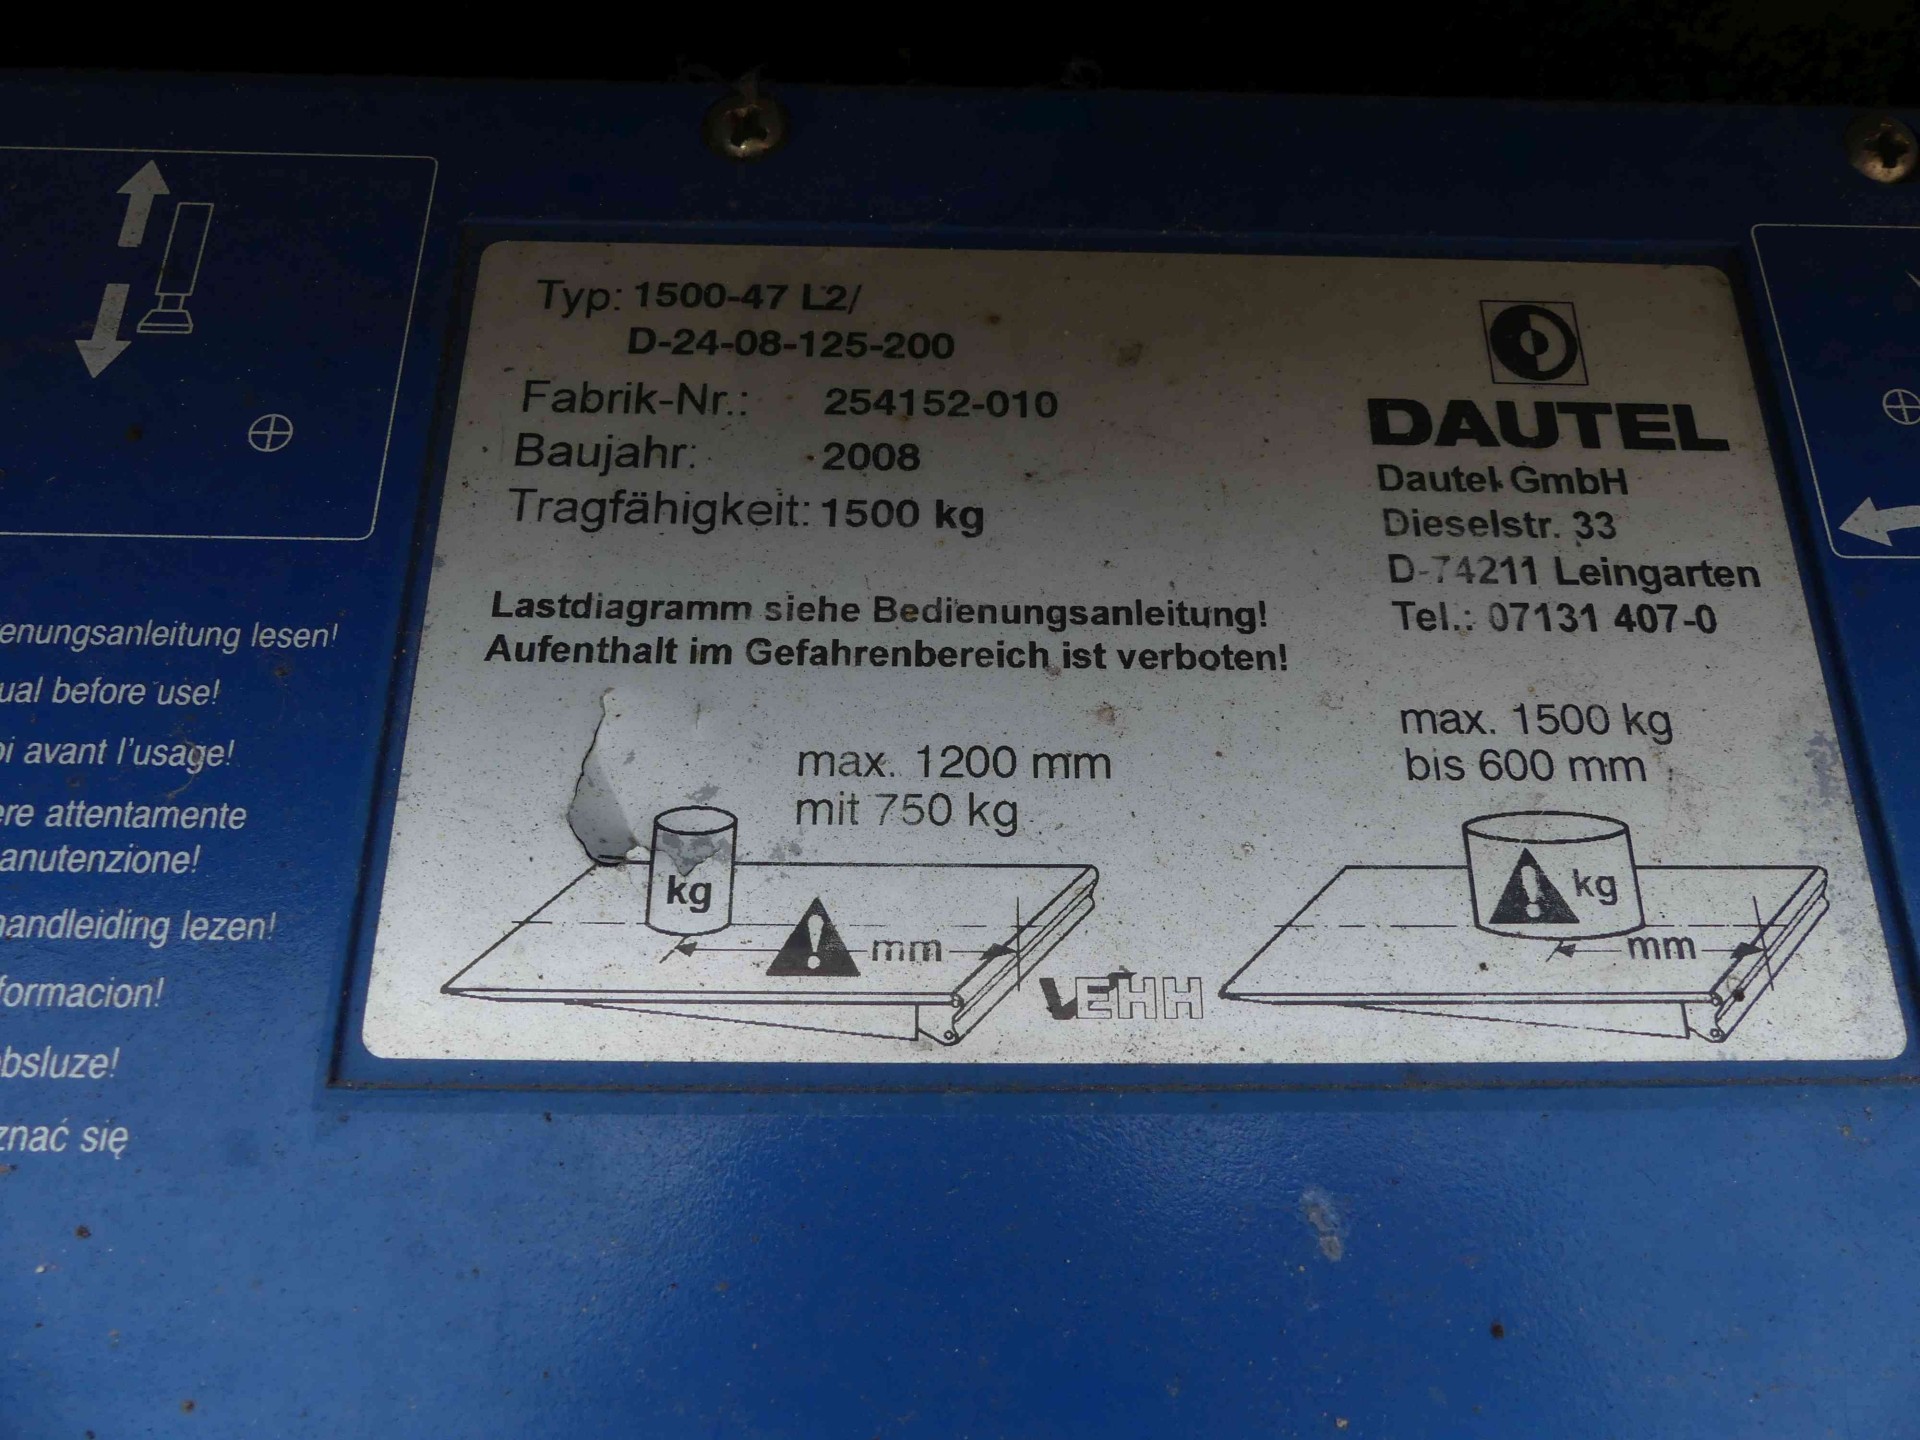 Typ: 1500-47 L2/
D-24-08-125-200
Fabrik-Nr.: 254152-010
Baujahr: 2008
Tragfähigkeit: 1500 kg
DAUTEL
Dautel GmbH
Dieselstr. 33
D-74211 Leingarten
Tel.: 07131 407-0
Lastdiagramm siehe Bedienungsanleitung!
Aufenthalt im Gefahrenbereich ist verboten!
max. 1200 mm
mit 750 kg
kg
mm
max. 1500 kg
bis 600 mm
kg
mm
VEHH
enungsanleitung lesen!
ual before use!
oi avant l'usage!
ere attentamente
anutenzione!
handleiding lezen!
formacion!
obsluze!
znać się